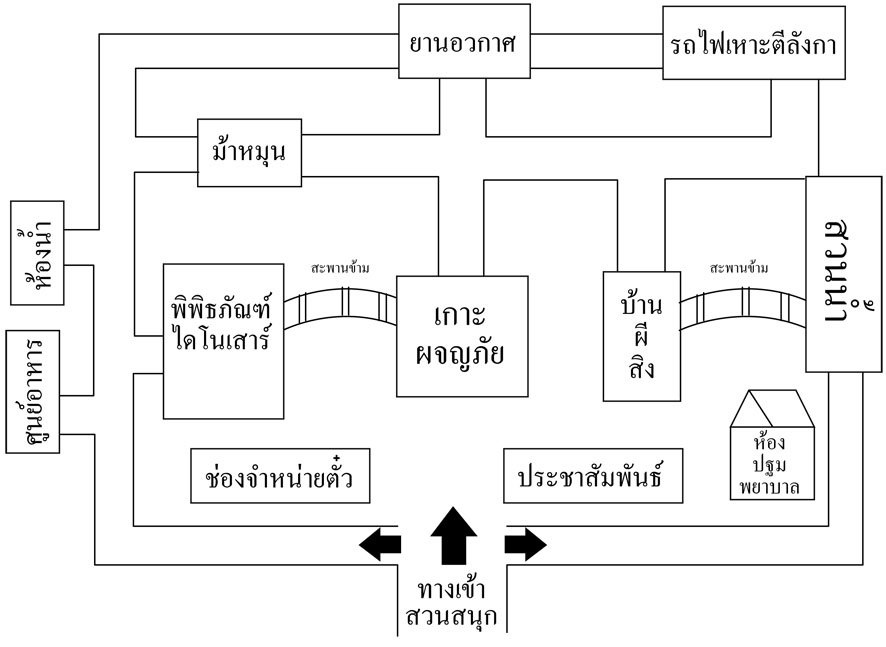 ยานอวกาศ
รถไฟเหาะตีลังกา
ม้าหมุน
ห้องน้ำ
สวนน้ำ
สะพานข้าม
สะพานข้าม
พิพิธภัณฑ์
ไดโนเสาร์
เกาะ
ผจญภัย
บ้าน
ผี
สิง
ศูนย์อาหาร
ห้อง
ปฐม
พยาบาล
ช่องจำหน่ายตั๋ว
ประชาสัมพันธ์
ทางเข้า
สวนสนุก